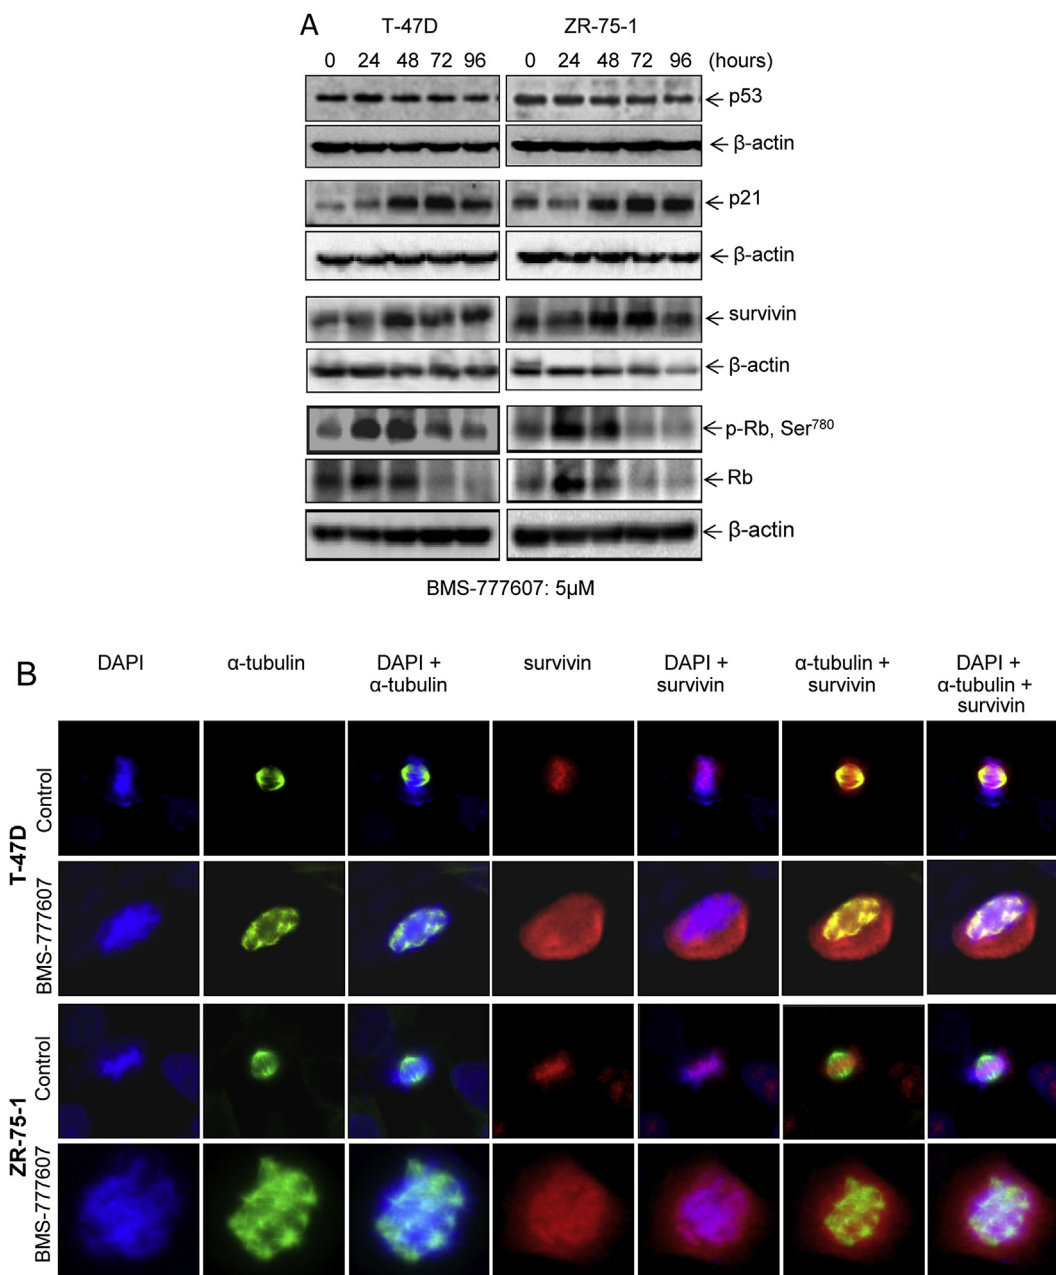 A
T-47D ZR-75-1
0 24 48 72 96 0 24 48 72 96 (hours)
p53
β-actin
p21
β-actin
survivin
β-actin
p-Rb, Ser⁷⁸⁰
Rb
β-actin
BMS-777607: 5μM
B
DAPI α-tubulin DAPI + survivin DAPI + α-tubulin + DAPI +
α-tubulin survivin survivin α-tubulin +
survivin
T-47D
Control
BMS-777607
ZR-75-1
Control
BMS-777607